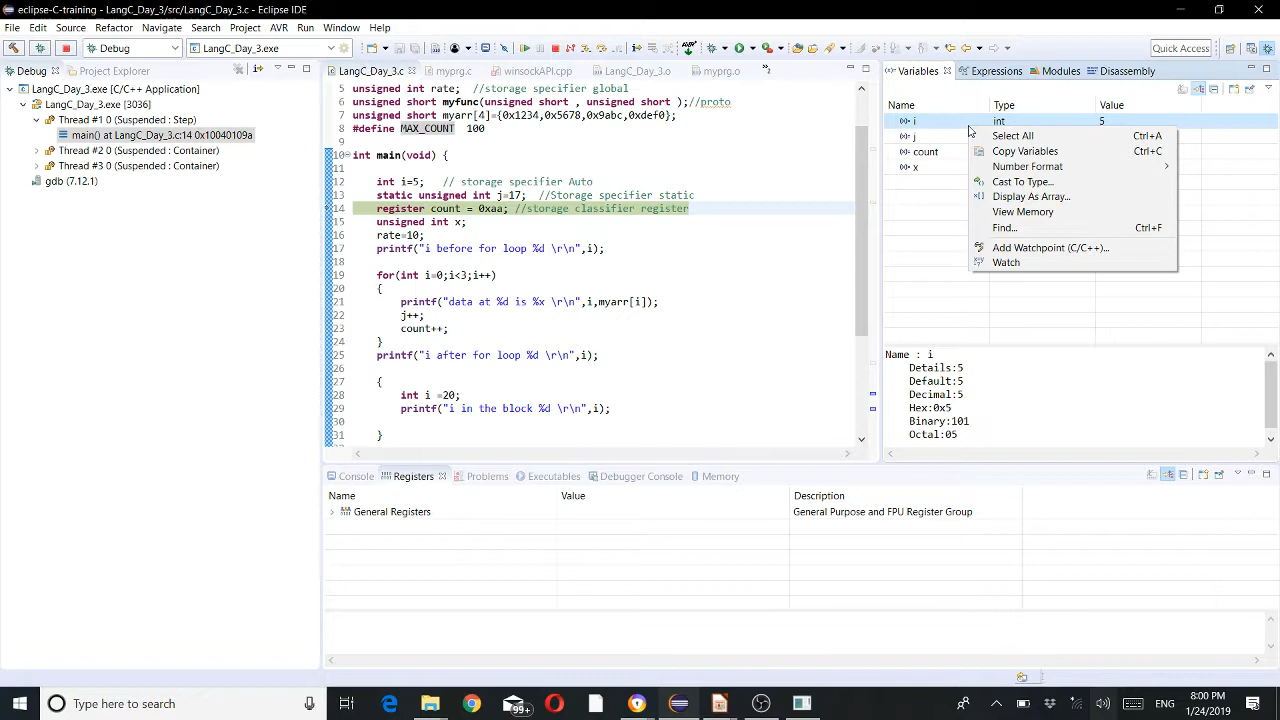 eclipse-C-training - LangC_Day_3/src/LangC_Day_3.c - Eclipse IDE
File Edit Source Refactor Navigate Search Project ARM Run Window Help
Debug LangC_Day_3.exe Quick Access
Debug Project Explorer
LangC_Day_3.exe [C/C++ Application]
LangC_Day_3.exe [3036]
Thread #1 0 (Suspended : Step)
main() at LangC_Day_3.c:14 0x10040109a
Thread #2 0 (Suspended : Container)
Thread #3 0 (Suspended : Container)
gdb (7.12.1)
LangC_Day_3.c myprg.c winsockAPI.cpp LangC_Day_3.o myprg.o
5 unsigned int rate; //storage specifier global
6 unsigned short myfunc(unsigned short , unsigned short );//proto
7 unsigned short myarr[4]={0x1234,0x5678,0x9abc,0xdef0};
8 #define MAX_COUNT 100
9
10 int main(void) {
11
12 int i=5; // storage specifier Auto
13 static unsigned int j=17; //Storage specifier static
14 register count = 0xaa; //storage classifier register
15 unsigned int x;
16 rate=10;
17 printf("i before for loop %d \r\n",i);
18
19 for(int i=0;i<3;i++)
20 {
21 printf("data at %d is %x \r\n",i,myarr[i]);
22 j++;
23 count++;
24 }
25 printf("i after for loop %d \r\n",i);
26
27 {
28 int i =20;
29 printf("i in the block %d \r\n",i);
30
31 }
Variables Expressions Modules Disassembly
Name Type Value
i int 5
j
count
x
Select All Ctrl+A
Copy Variables Ctrl+C
Number Format
Cast To Type...
Display As Array...
View Memory
Find... Ctrl+F
Add Watchpoint (C/C++)...
Watch
Name : i
Details:5
Default:5
Decimal:5
Hex:0x5
Binary:101
Octal:05
Console Registers Problems Executables Debugger Console Memory
Name Value Description
General Registers General Purpose and FPU Register Group
Type here to search
99+
8:00 PM
1/24/2019